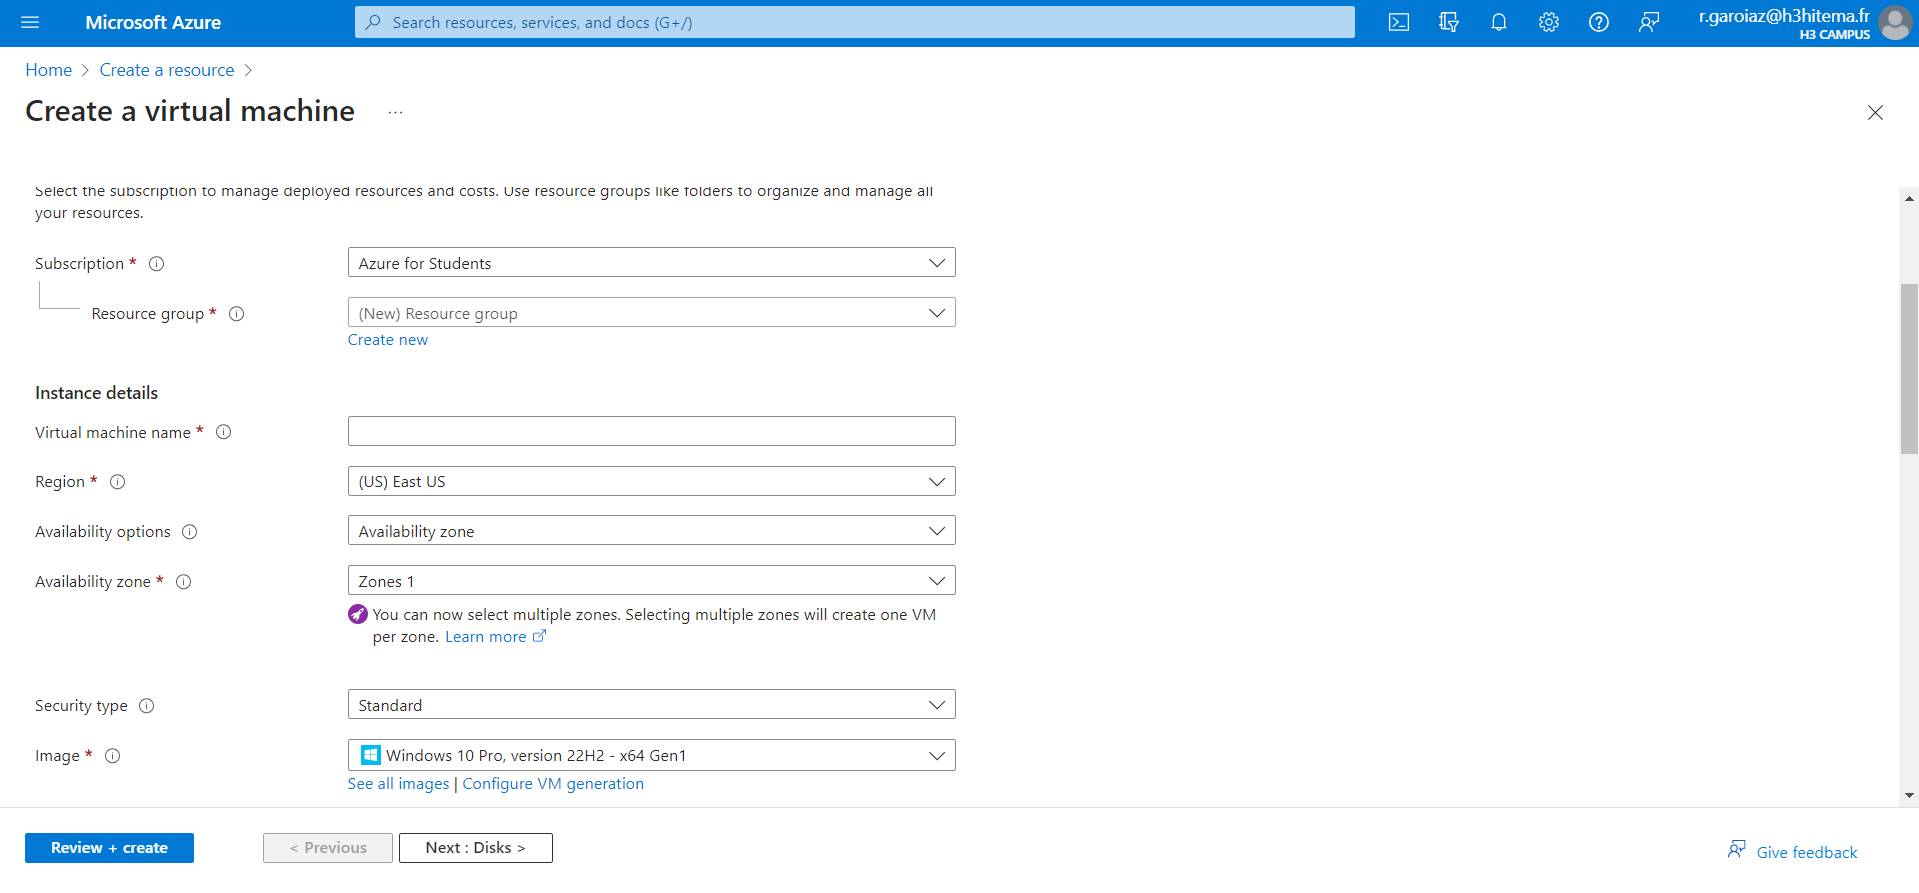 Microsoft Azure
Search resources, services, and docs (G+/)
r.garoiaz@h3hitema.fr
H3 CAMPUS
Home > Create a resource >
Create a virtual machine ...
Select the subscription to manage deployed resources and costs. Use resource groups like folders to organize and manage all
your resources.
Subscription *
Azure for Students
Resource group *
(New) Resource group
Create new
Instance details
Virtual machine name *
Region *
(US) East US
Availability options
Availability zone
Availability zone *
Zones 1
You can now select multiple zones. Selecting multiple zones will create one VM
per zone. Learn more
Security type
Standard
Image *
Windows 10 Pro, version 22H2 - x64 Gen1
See all images | Configure VM generation
Review + create
< Previous
Next : Disks >
Give feedback